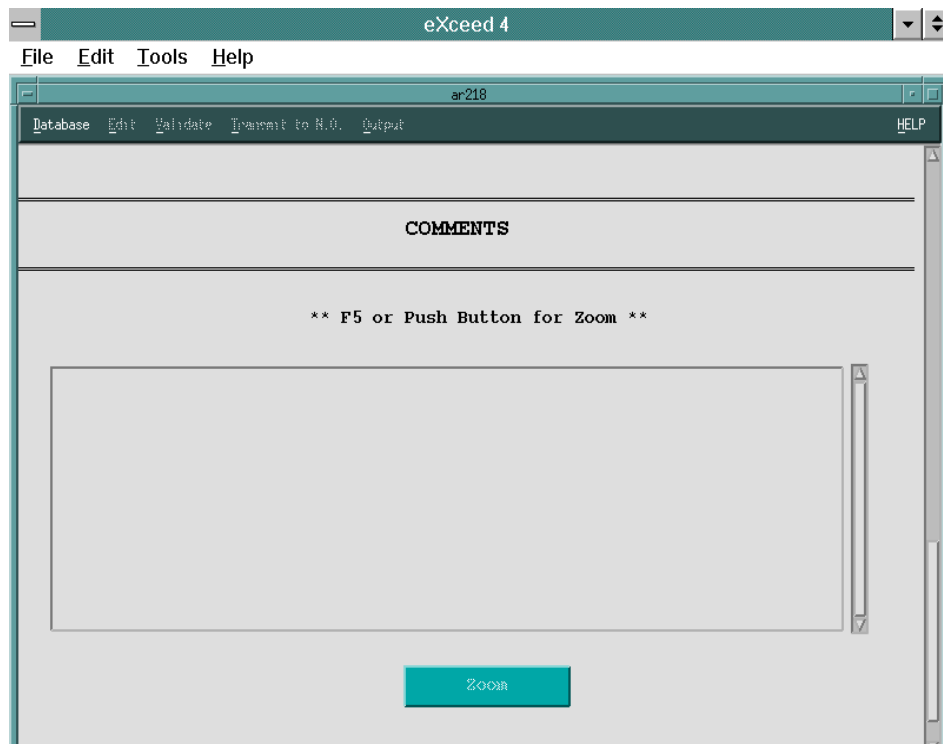 eXceed 4
File Edit Tools Help
ar218
Database Edit Validate Transmit to N.O. Output HELP
COMMENTS
** F5 or Push Button for Zoom **
Zoom